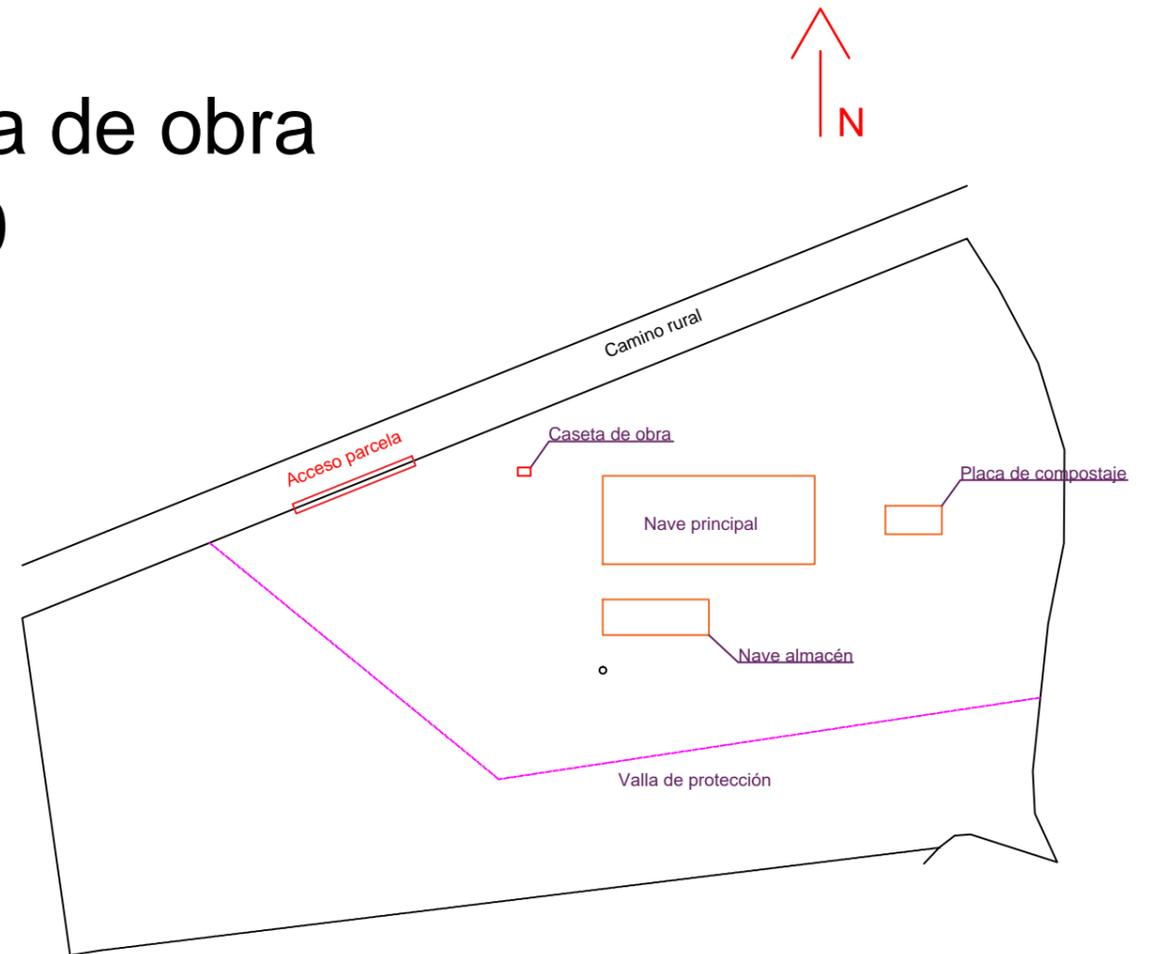 N
a de obra
Camino rural
Acceso parcela
Caseta de obra
Placa de compostaje
Nave principal
Nave almacén
Valla de protección